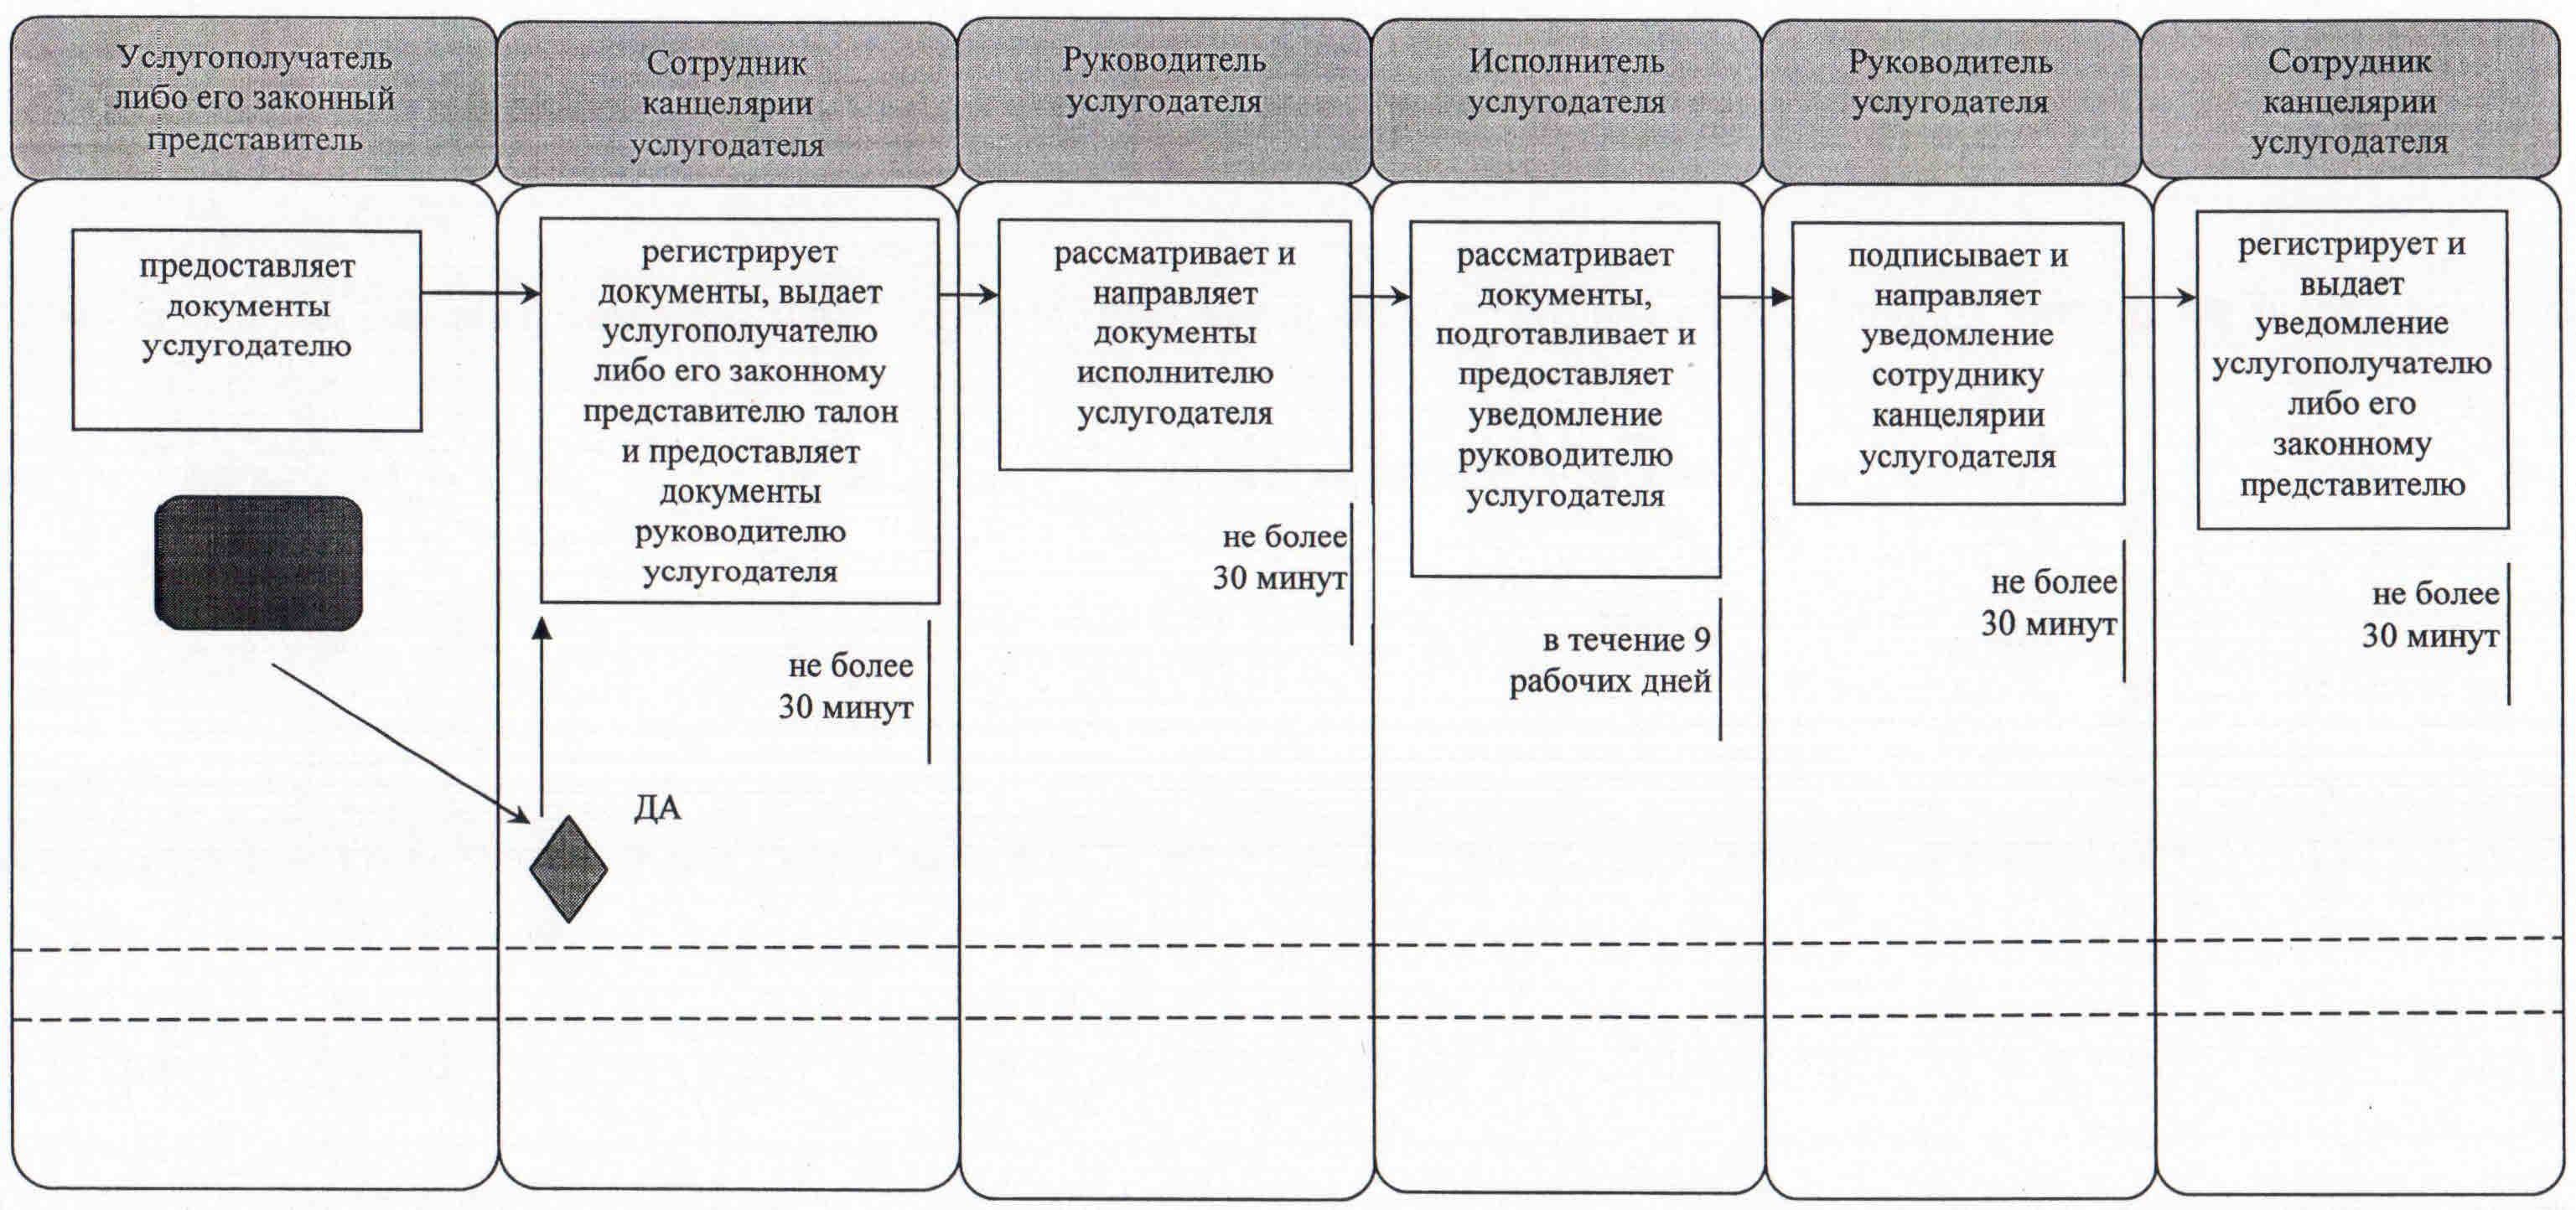 Услугополучатель
либо его законный
представитель
Сотрудник
канцелярии
услугодателя
Руководитель
услугодателя
Исполнитель
услугодателя
Руководитель
услугодателя
Сотрудник
канцелярии
услугодателя
предоставляет
документы
услугодателю
регистрирует
документы, выдает
услугополучателю
либо его законному
представителю талон
и предоставляет
документы
руководителю
услугодателя
рассматривает и
направляет
документы
исполнителю
услугодателя
рассматривает
документы,
подготавливает и
предоставляет
уведомление
руководителю
услугодателя
подписывает и
направляет
уведомление
сотруднику
канцелярии
услугодателя
регистрирует и
выдает
уведомление
услугополучателю
либо его
законному
представителю
не более
30 минут
не более
30 минут
в течение 9
рабочих дней
не более
30 минут
не более
30 минут
ДА